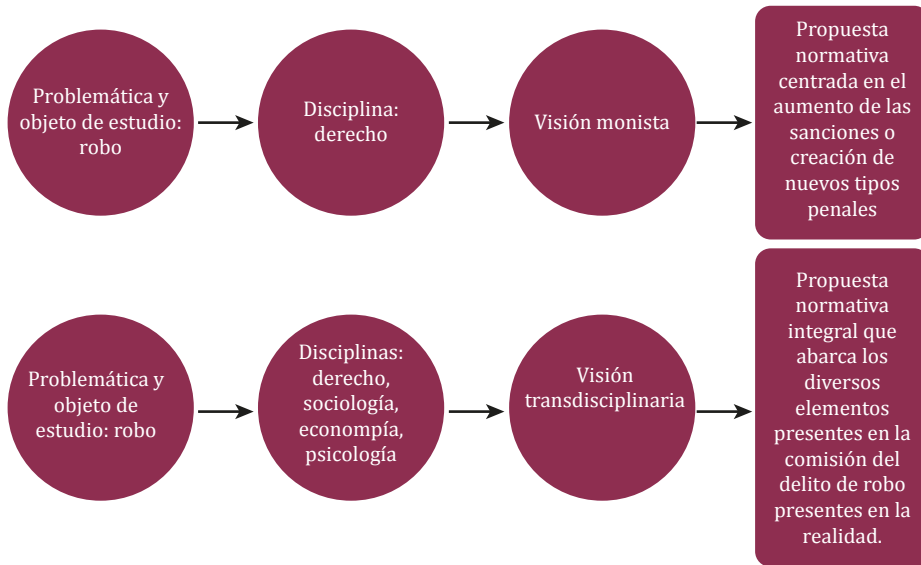 Problemática y
objeto de estudio:
robo
Disciplina:
derecho
Visión monista
Propuesta
normativa
centrada en el
aumento de las
sanciones o
creación de
nuevos tipos
penales
Problemática y
objeto de
estudio: robo
Disciplinas:
derecho,
sociología,
econompía,
psicología
Visión
transdisciplinaria
Propuesta
normativa
integral que
abarca los
diversos
elementos
presentes en la
comisión del
delito de robo
presentes en la
realidad.